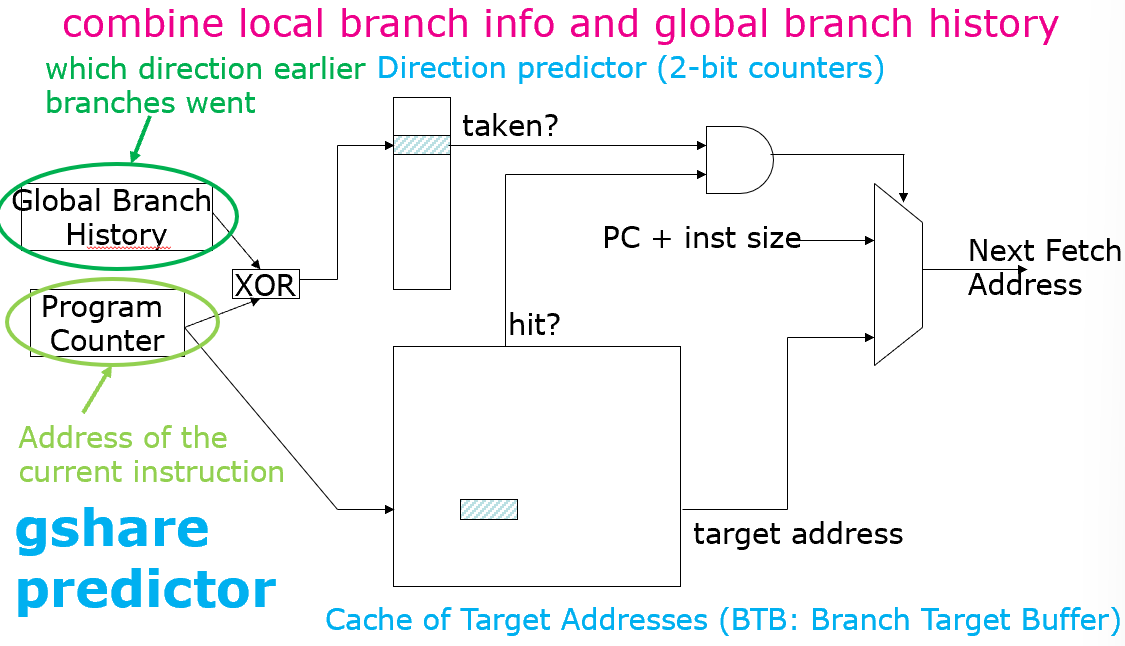 combine local branch info and global branch history
which direction earlier
branches went
Direction predictor (2-bit counters)
taken?
Global Branch
History
XOR
Program
Counter
PC + inst size
Next Fetch
Address
hit?
Address of the
current instruction
gshare
predictor
target address
Cache of Target Addresses (BTB: Branch Target Buffer)